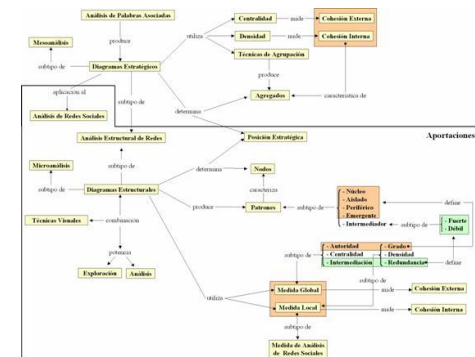 Análisis de Palabras Asociadas
Centralidad
mide
Cohesión Externa
Mesoanálisis
produce
utiliza
Densidad
mide
Cohesión Interna
subtipo de
Diagramas Estratégicos
Técnicas de Agrupación
produce
aplicación al
subtipo de
determina
Agregados
característica de
Análisis de Redes Sociales
Análisis Estructural de Redes
Posición Estratégica
Aportaciones
Microanálisis
subtipo de
determina
Nodos
subtipo de
Diagramas Estructurales
caracteriza
produce
Patrones
subtipo de
- Núcleo
- Aislado
- Periférico
- Emergente
- Intermediador
define
subtipo de
- Fuerte
- Débil
Técnicas Visuales
combinación
potencia
Exploración
Análisis
- Autoridad
- Grado
- Centralidad
- Densidad
- Intermediación
- Redundancia
define
subtipo de
subtipo de
utiliza
Medida Global
mide
Cohesión Externa
Medida Local
mide
Cohesión Interna
subtipo de
Medida de Análisis
de Redes Sociales